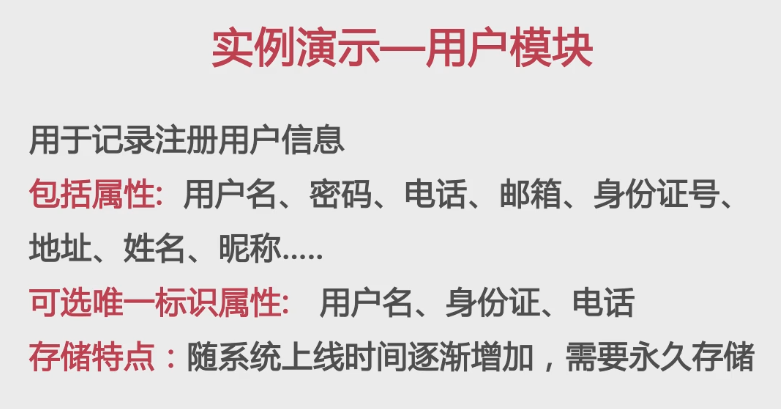 实例演示—用户模块
用于记录注册用户信息
包括属性: 用户名、密码、电话、邮箱、身份证号、
地址、姓名、昵称.....
可选唯一标识属性: 用户名、身份证、电话
存储特点：随系统上线时间逐渐增加，需要永久存储